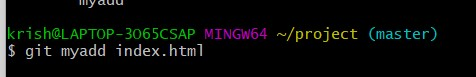 myadd
krish@LAPTOP-3O65CSAP MINGW64 ~/project (master)
$ git myadd index.html